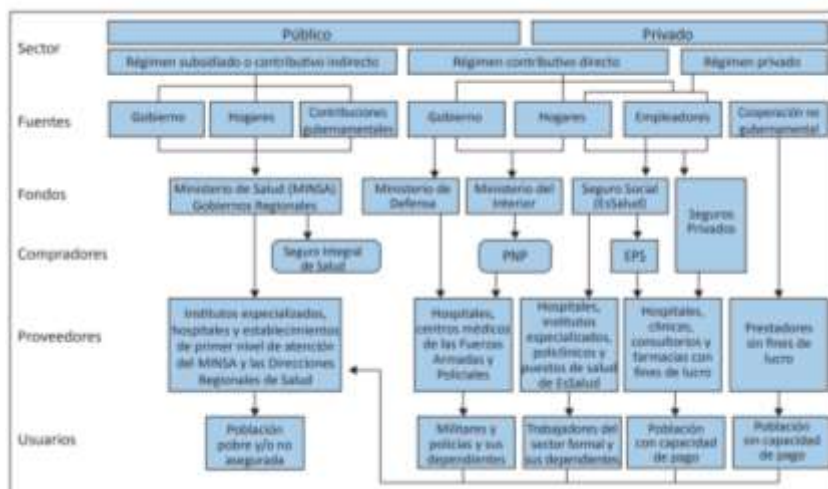 Sector
Público
Privado
Régimen subsidiado o contributivo indirecto
Régimen contributivo directo
Régimen privado
Fuentes
Gobierno
Hogares
Contribuciones
gubernamentales
Gobierno
Hogares
Empleadores
Cooperación no
gubernamental
Fondos
Ministerio de Salud (MINSA)
Gobiernos Regionales
Ministerio de
Defensa
Ministerio del
Interior
Seguro Social
(EsSalud)
Seguros
Privados
Compradores
Seguro Integral
de Salud
PNP
EPS
Proveedores
Institutos especializados,
hospitales y establecimientos
de primer nivel de atención
del MINSA y las Direcciones
Regionales de Salud
Hospitales,
centros médicos
de las Fuerzas
Armadas y
Policiales
Hospitales,
institutos
especializados,
policlínicos y
puestos de salud
de EsSalud
Hospitales,
clínicas,
consultorios y
farmacias con
fines de lucro
Prestadores
sin fines de
lucro
Usuarios
Población
pobre y/o no
asegurada
Militares y
policías y sus
dependientes
Trabajadores del
sector formal y
sus dependientes
Población
con capacidad
de pago
Población
sin capacidad
de pago